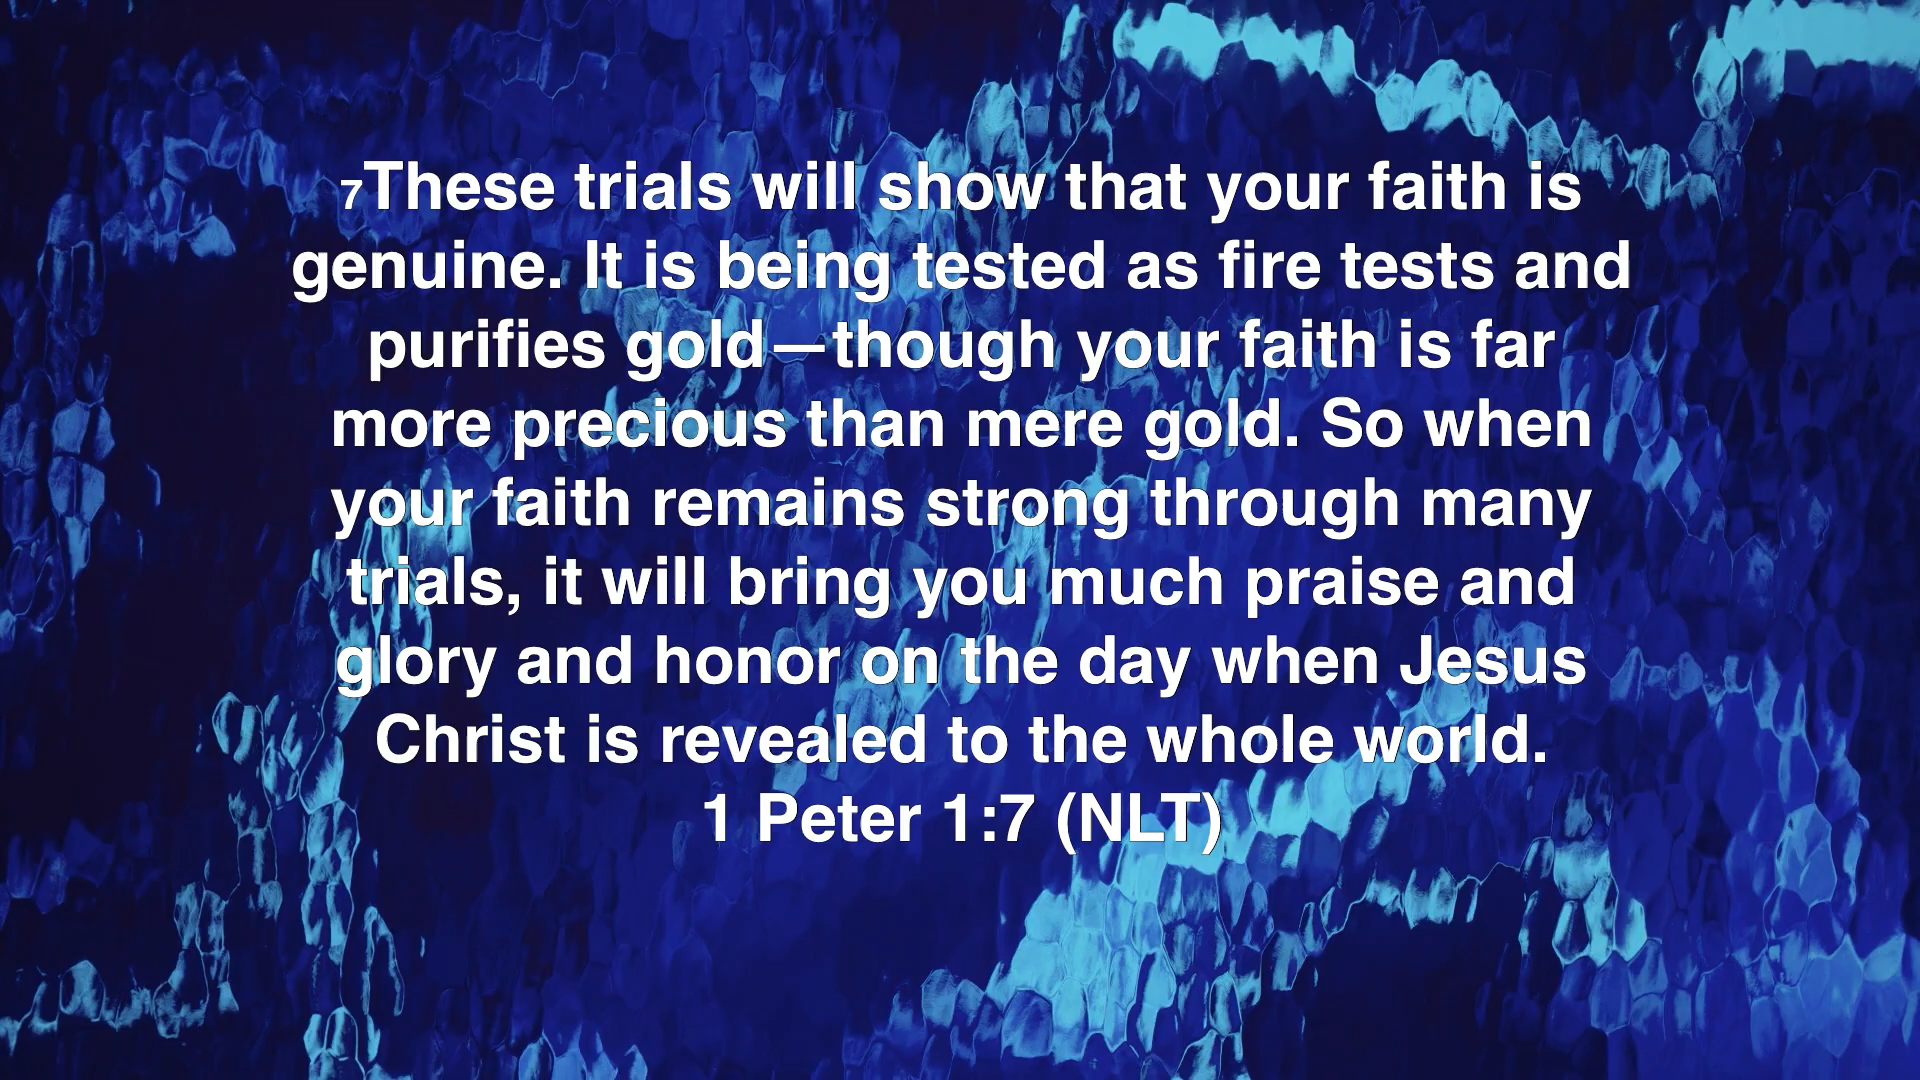 7These trials will show that your faith is
genuine. It is being tested as fire tests and
purifies gold—though your faith is far
more precious than mere gold. So when
your faith remains strong through many
trials, it will bring you much praise and
glory and honor on the day when Jesus
Christ is revealed to the whole world.
1 Peter 1:7 (NLT)